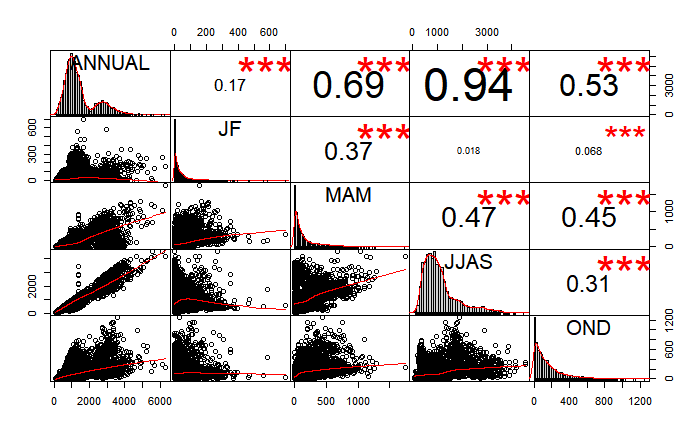 0 200 400 600
0 1000 3000
ANNUAL
0.17 ***
0.69 ***
0.94 ***
0.53 ***
0 3000
0 300 600
JF
0.37 ***
0.018
0.068 ***
MAM
0.47 ***
0.45 ***
0 1000
0 2000
JJAS
0.31 ***
OND
0 600 1200
0 2000 4000 6000
0 500 1000
0 400 800 1200